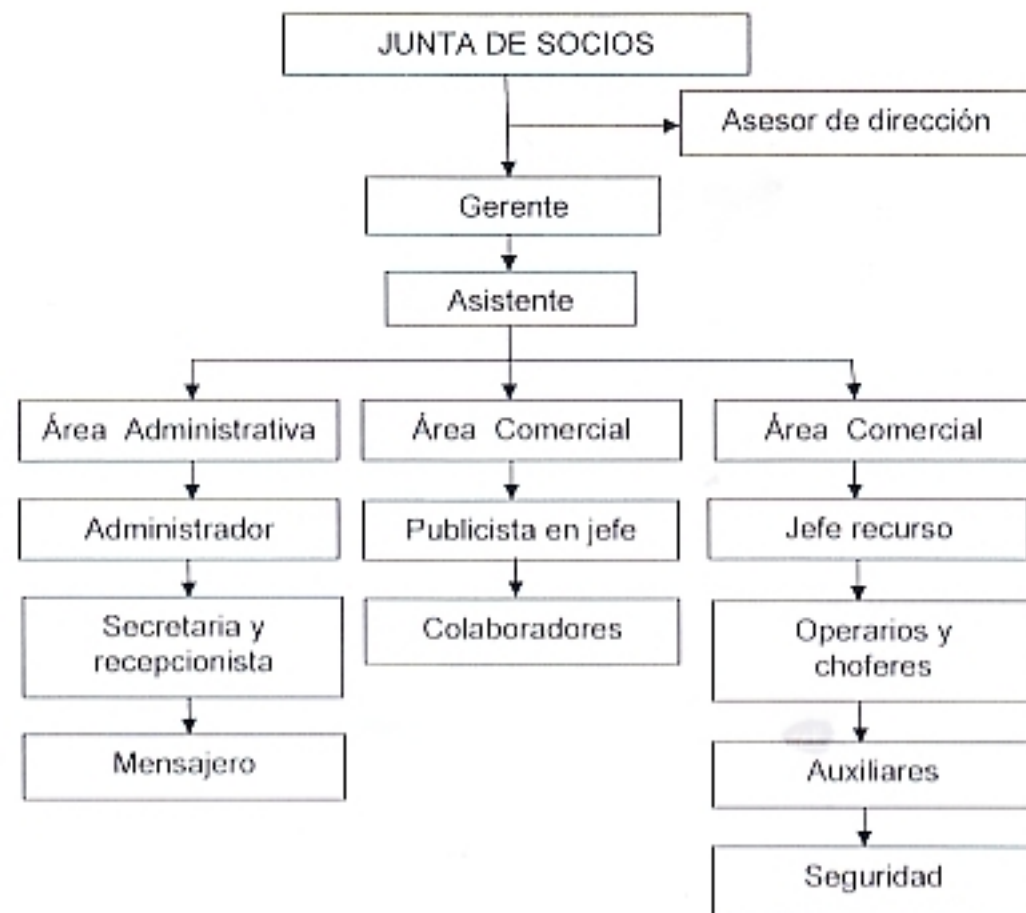 JUNTA DE SOCIOS
Asesor de dirección
Gerente
Asistente
Área Administrativa
Área Comercial
Área Comercial
Administrador
Publicista en jefe
Jefe recurso
Secretaria y
recepcionista
Colaboradores
Operarios y
choferes
Mensajero
Auxiliares
Seguridad